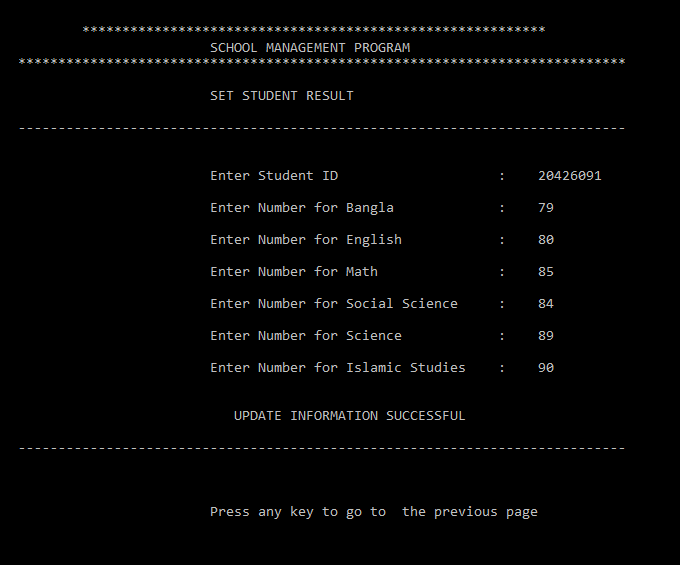 **********************************************************
SCHOOL MANAGEMENT PROGRAM
****************************************************************************
SET STUDENT RESULT
----------------------------------------------------------------------------
Enter Student ID : 20426091
Enter Number for Bangla : 79
Enter Number for English : 80
Enter Number for Math : 85
Enter Number for Social Science : 84
Enter Number for Science : 89
Enter Number for Islamic Studies : 90
UPDATE INFORMATION SUCCESSFUL
----------------------------------------------------------------------------
Press any key to go to  the previous page